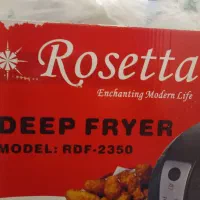 Rosetta
Enchanting Modern Life
DEEP FRYER
MODEL: RDF-2350